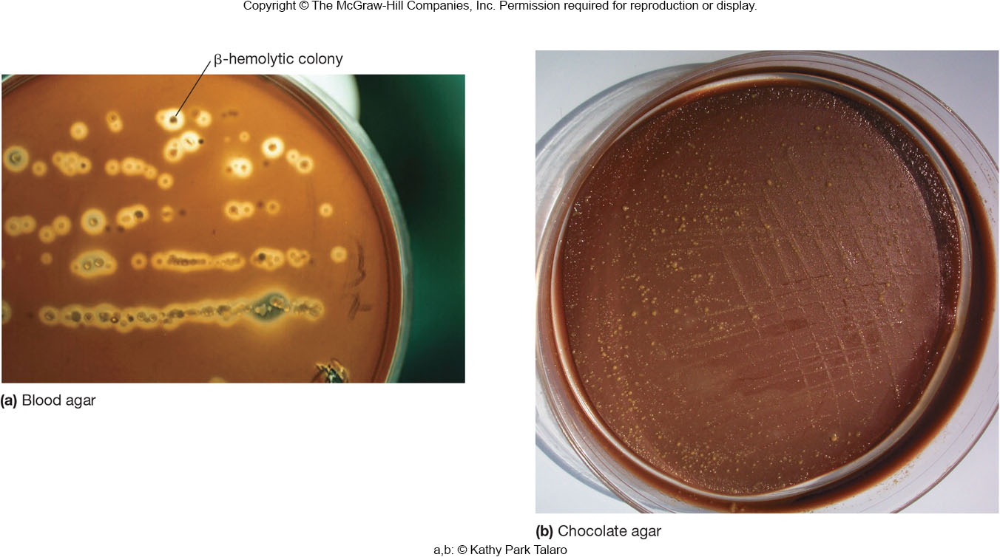 Copyright © The McGraw-Hill Companies, Inc. Permission required for reproduction or display.
β-hemolytic colony
(a) Blood agar
(b) Chocolate agar
a,b: © Kathy Park Talaro